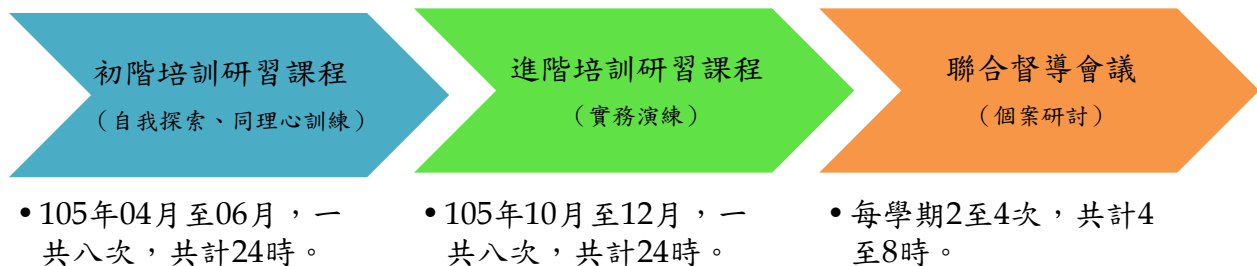 初階培訓研習課程
（自我探索、同理心訓練）
• 105年04月至06月，一
共八次，共計24時。
進階培訓研習課程
（實務演練）
• 105年10月至12月，一
共八次，共計24時。
聯合督導會議
（個案研討）
• 每學期2至4次，共計4
至8時。